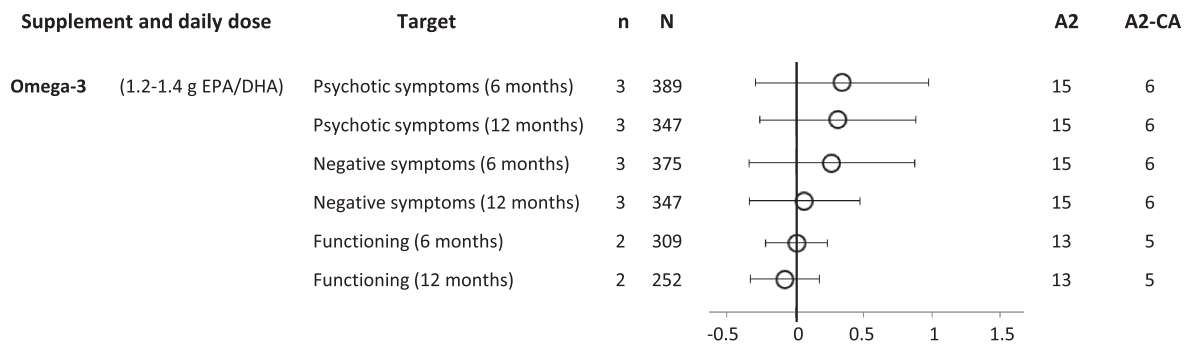 Supplement and daily dose Target n N A2 A2-CA
Omega-3 (1.2-1.4 g EPA/DHA) Psychotic symptoms (6 months) 3 389 15 6
Psychotic symptoms (12 months) 3 347 15 6
Negative symptoms (6 months) 3 375 15 6
Negative symptoms (12 months) 3 347 15 6
Functioning (6 months) 2 309 13 5
Functioning (12 months) 2 252 13 5
-0.5 0 0.5 1 1.5